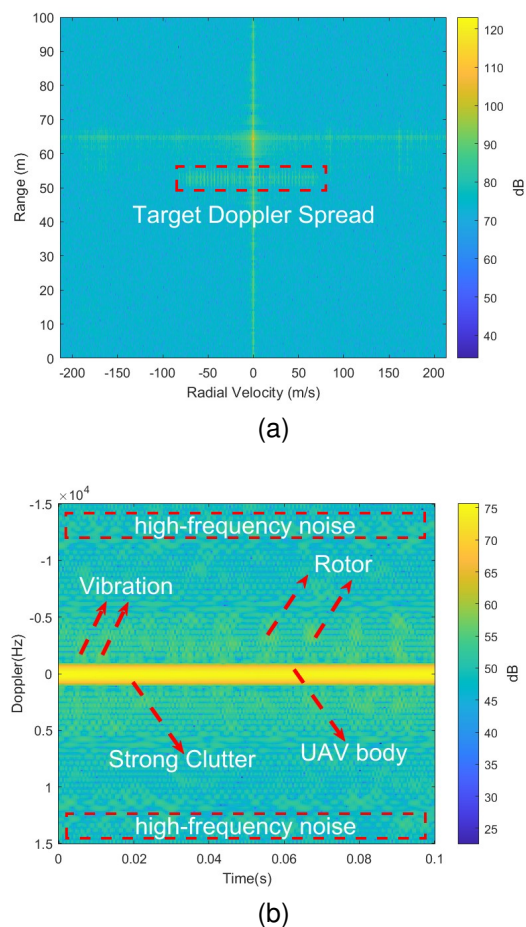 100
90
80
70
60
50
40
30
20
10
0
Range (m)
Target Doppler Spread
-200 -150 -100 -50 0 50 100 150 200
Radial Velocity (m/s)
120
110
100
90
80
70
60
50
40
dB
(a)
×10⁴
-1.5
-1
-0.5
0
0.5
1
1.5
Doppler(Hz)
high-frequency noise
Vibration
Rotor
Strong Clutter
UAV body
high-frequency noise
0 0.02 0.04 0.06 0.08 0.1
Time(s)
75
70
65
60
55
50
45
40
35
30
25
dB
(b)